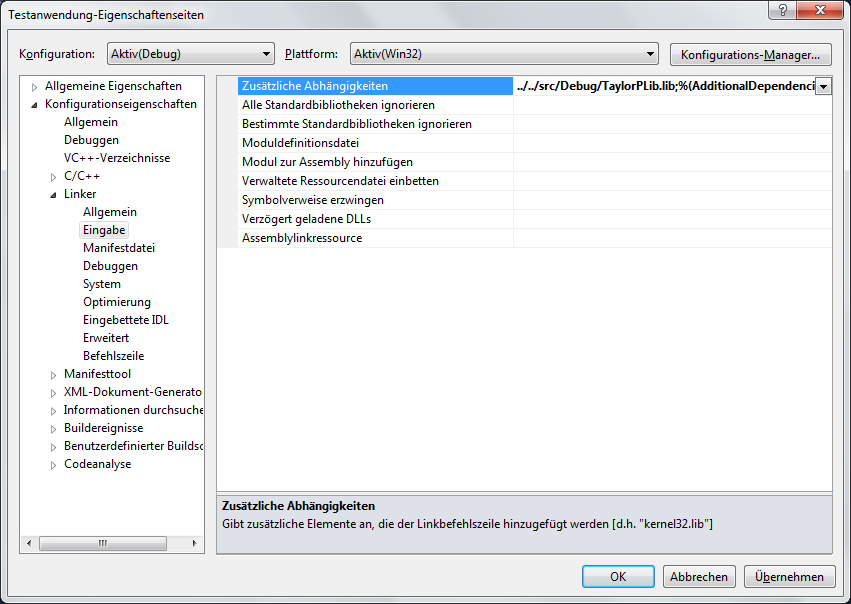 Testanwendung-Eigenschaftenseiten
?
Konfiguration: Aktiv(Debug) Plattform: Aktiv(Win32) Konfigurations-Manager...
Allgemeine Eigenschaften
Konfigurationseigenschaften
Allgemein
Debuggen
VC++-Verzeichnisse
C/C++
Linker
Allgemein
Eingabe
Manifestdatei
Debuggen
System
Optimierung
Eingebettete IDL
Erweitert
Befehlszeile
Manifesttool
XML-Dokument-Generato
Informationen durchsuche
Buildereignisse
Benutzerdefinierter Buildsc
Codeanalyse
Zusätzliche Abhängigkeiten ../../src/Debug/TaylorPLib.lib;%(AdditionalDependenci
Alle Standardbibliotheken ignorieren
Bestimmte Standardbibliotheken ignorieren
Moduldefinitionsdatei
Modul zur Assembly hinzufügen
Verwaltete Ressourcendatei einbetten
Symbolverweise erzwingen
Verzögert geladene DLLs
Assemblylinkressource
Zusätzliche Abhängigkeiten
Gibt zusätzliche Elemente an, die der Linkbefehlszeile hinzugefügt werden [d.h. "kernel32.lib"]
OK Abbrechen Übernehmen